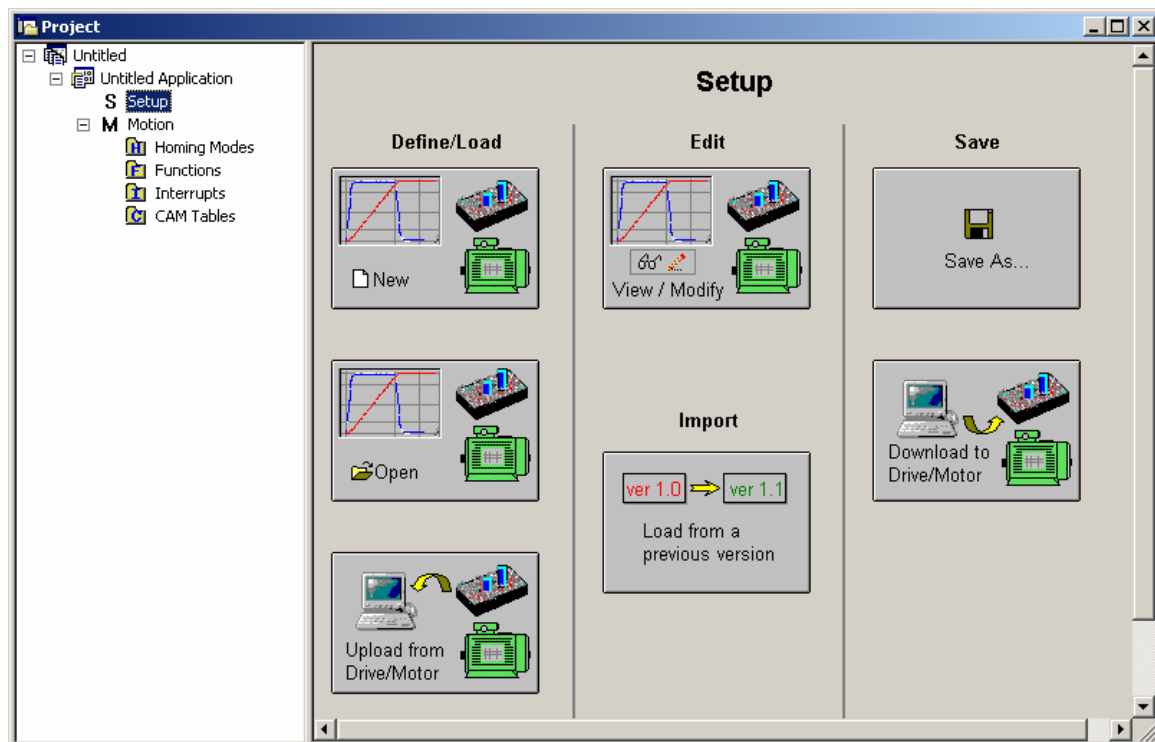 Project
Untitled
Untitled Application
S Setup
M Motion
H Homing Modes
F Functions
I Interrupts
C CAM Tables
Setup
Define/Load
New
Open
Upload from
Drive/Motor
Edit
View / Modify
Import
ver 1.0 ver 1.1
Load from a
previous version
Save
Save As...
Download to
Drive/Motor